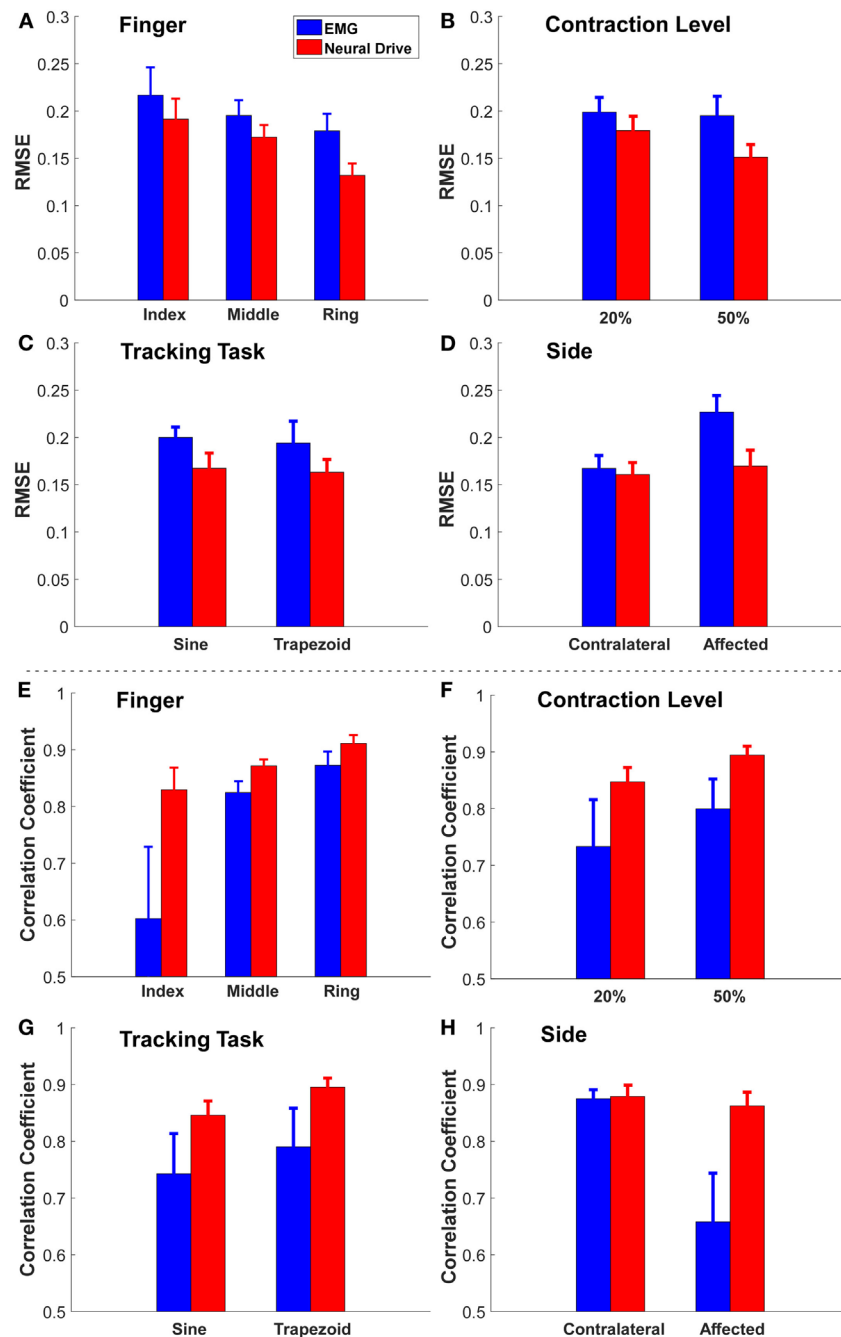 A Finger
EMG
Neural Drive
RMSE
0.3
0.25
0.2
0.15
0.1
0.05
0
Index Middle Ring
B Contraction Level
RMSE
0.3
0.25
0.2
0.15
0.1
0.05
0
20% 50%
C Tracking Task
RMSE
0.3
0.25
0.2
0.15
0.1
0.05
0
Sine Trapezoid
D Side
RMSE
0.3
0.25
0.2
0.15
0.1
0.05
0
Contralateral Affected
E Finger
Correlation Coefficient
1
0.9
0.8
0.7
0.6
0.5
Index Middle Ring
F Contraction Level
Correlation Coefficient
1
0.9
0.8
0.7
0.6
0.5
20% 50%
G Tracking Task
Correlation Coefficient
1
0.9
0.8
0.7
0.6
0.5
Sine Trapezoid
H Side
Correlation Coefficient
1
0.9
0.8
0.7
0.6
0.5
Contralateral Affected